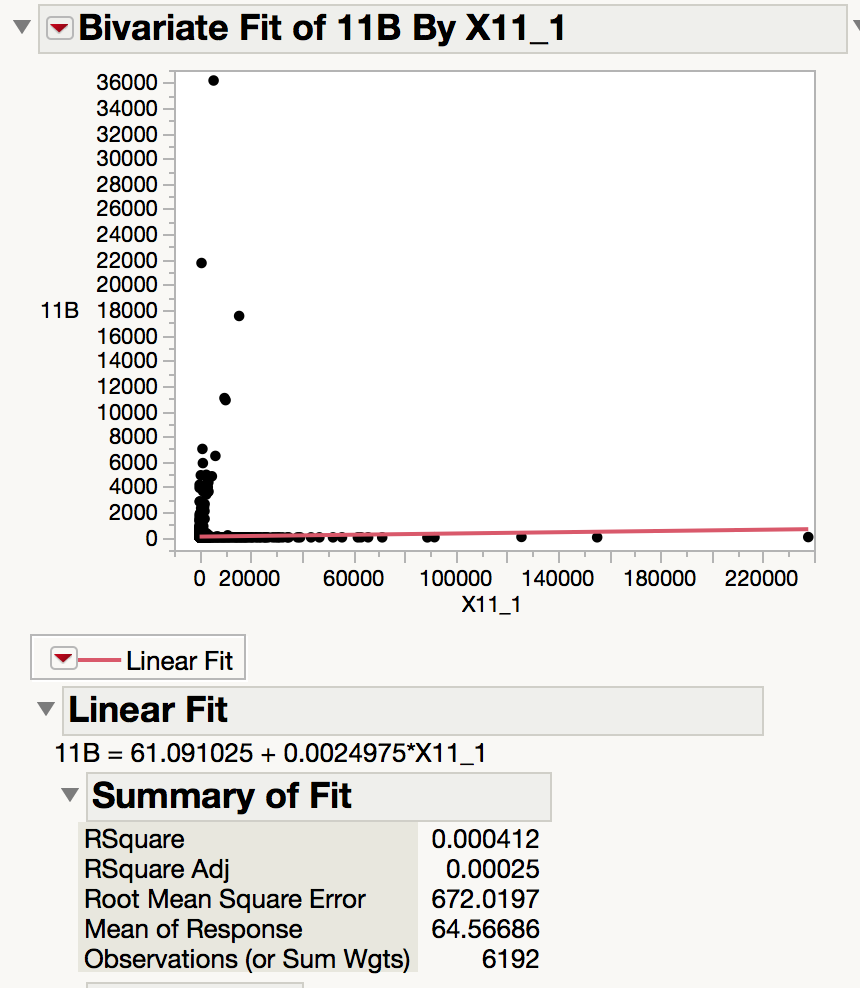 Bivariate Fit of 11B By X11_1
36000
34000
32000
30000
28000
26000
24000
22000
20000
11B 18000
16000
14000
12000
10000
8000
6000
4000
2000
0
0 20000 60000 100000 140000 180000 220000
X11_1
Linear Fit
Linear Fit
11B = 61.091025 + 0.0024975*X11_1
Summary of Fit
RSquare 0.000412
RSquare Adj 0.00025
Root Mean Square Error 672.0197
Mean of Response 64.56686
Observations (or Sum Wgts) 6192